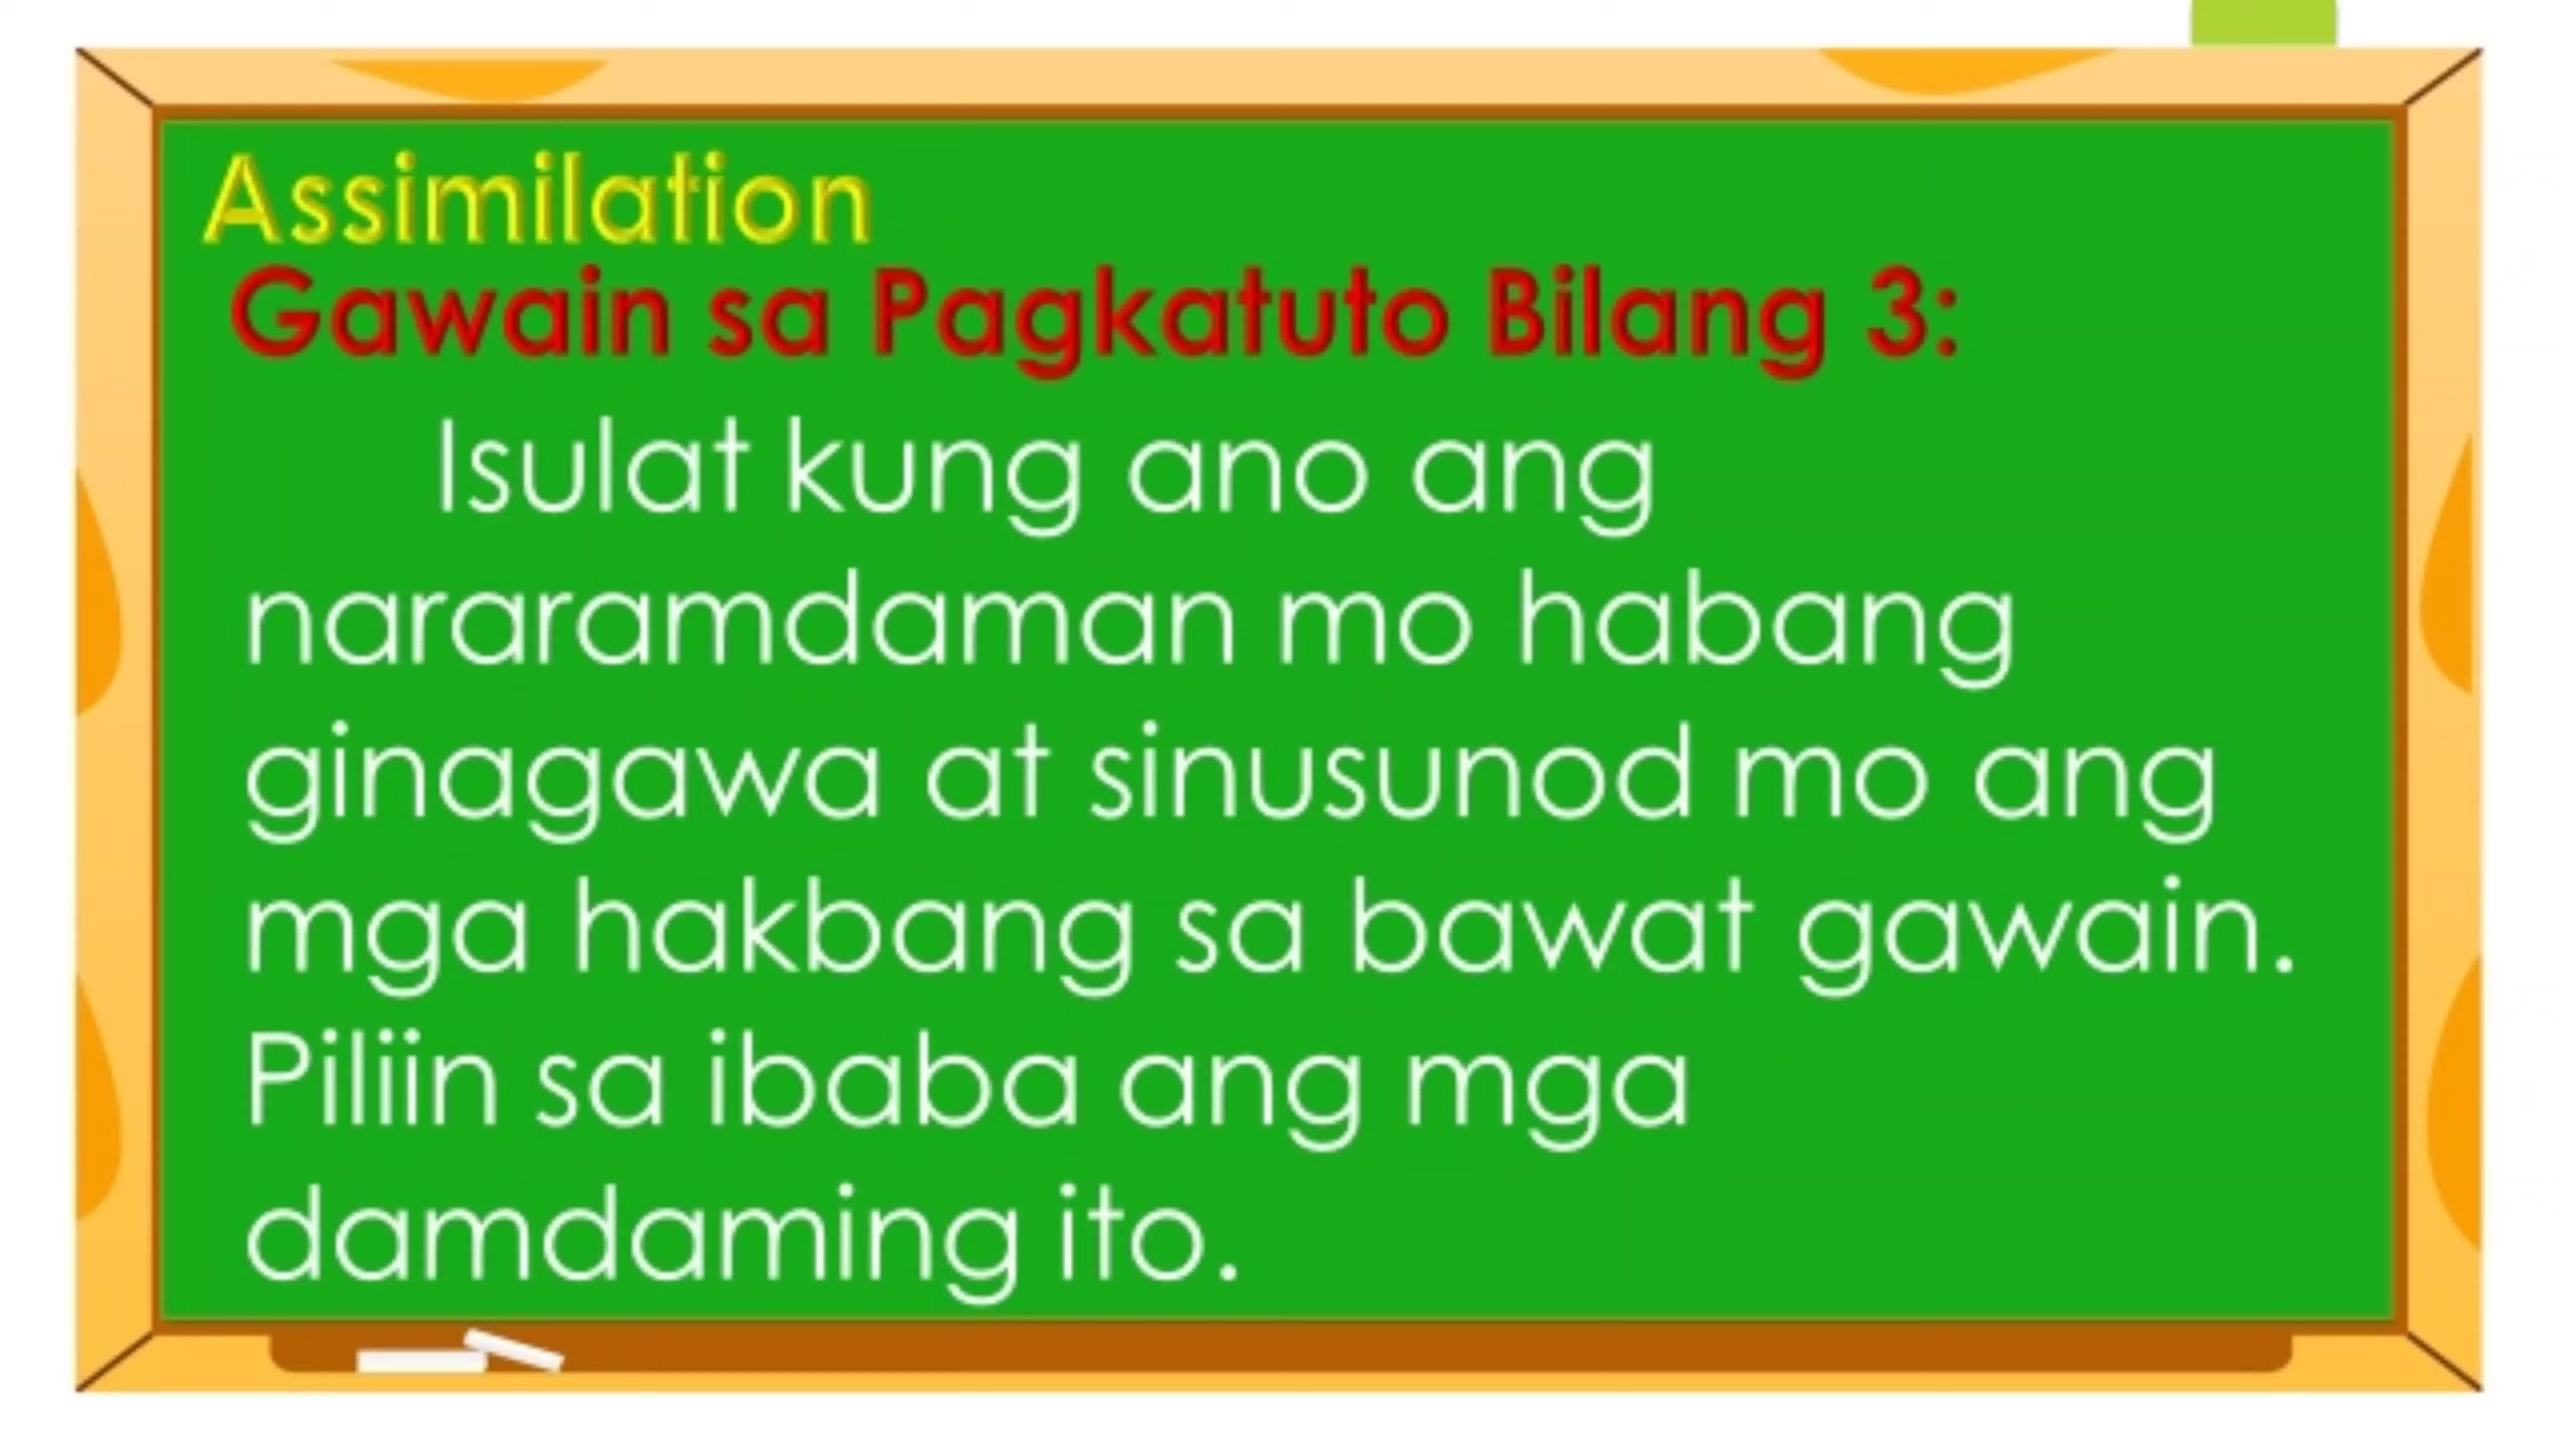 Assimilation
Gawain sa Pagkatuto Bilang 3:
Isulat kung ano ang
nararamdaman mo habang
ginagawa at sinusunod mo ang
mga hakbang sa bawat gawain.
Piliin sa ibaba ang mga
damdaming ito.